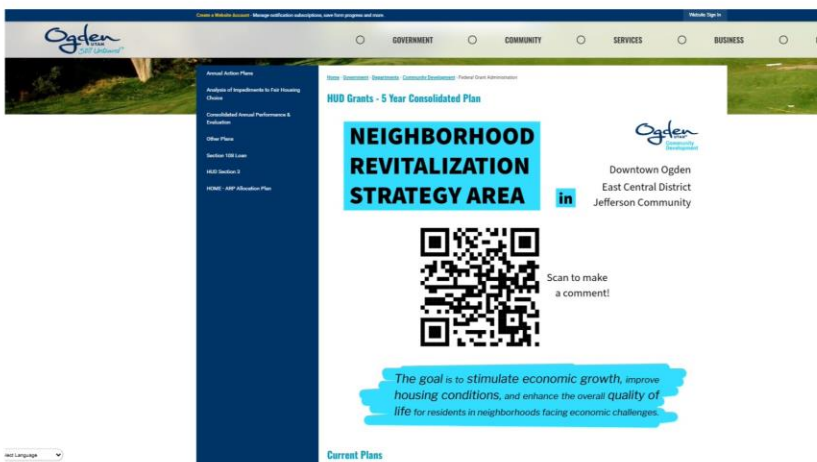 Create a Website Account - Manage notification subscriptions, save form progress and more.
Website Sign In
Ogden
UTAH
Still Untamed
GOVERNMENT
COMMUNITY
SERVICES
BUSINESS
Annual Action Plans
Analysis of Impediments to Fair Housing
Choice
Consolidated Annual Performance &
Evaluation
Other Plans
Section 108 Loan
HUD Section 3
HOME - ARP Allocation Plan
Home › Government › Departments › Community Development › Federal Grant Administration
HUD Grants - 5 Year Consolidated Plan
NEIGHBORHOOD
REVITALIZATION
STRATEGY AREA
in
Ogden
UTAH
Community
Development
Downtown Ogden
East Central District
Jefferson Community
Scan to make
a comment!
The goal is to stimulate economic growth, improve
housing conditions, and enhance the overall quality of
life for residents in neighborhoods facing economic challenges.
Current Plans
Language